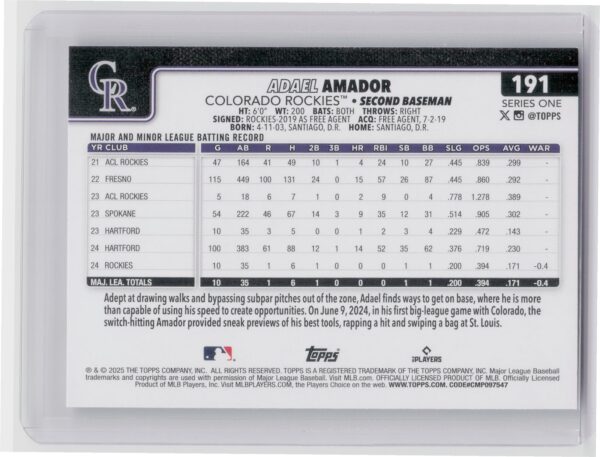 CR
ADAEL AMADOR
191
COLORADO ROCKIES™ • SECOND BASEMAN
SERIES ONE
HT: 6'0" WT: 200 BATS: BOTH THROWS: RIGHT
SIGNED: ROCKIES-2019 AS FREE AGENT ACQ: FREE AGENT, 7-2-19
@TOPPS
BORN: 4-11-03, SANTIAGO, D.R. HOME: SANTIAGO, D.R.
MAJOR AND MINOR LEAGUE BATTING RECORD
YR CLUB G AB R H 2B 3B HR RBI SB BB SLG OPS AVG WAR
21 ACL ROCKIES 47 164 41 49 10 1 4 24 10 27 .445 .839 .299 -
22 FRESNO 115 449 100 131 24 0 15 57 26 87 .445 .860 .292 -
23 ACL ROCKIES 5 18 6 7 1 0 2 9 0 4 .778 1.278 .389 -
23 SPOKANE 54 222 46 67 14 3 9 35 12 31 .514 .905 .302 -
23 HARTFORD 10 35 3 5 0 0 1 2 3 4 .229 .472 .143 -
24 HARTFORD 100 383 61 88 12 1 14 52 35 62 .376 .719 .230 -
24 ROCKIES 10 35 1 6 1 0 0 1 1 0 .200 .394 .171 -0.4
MAJ. LEA. TOTALS 10 35 1 6 1 0 0 1 1 0 .200 .394 .171 -0.4
Adept at drawing walks and bypassing subpar pitches out of the zone, Adael finds ways to get on base, where he is more
than capable of using his speed to create opportunities. On June 9, 2024, in his first big-league game with Colorado, the
switch-hitting Amador provided sneak previews of his best tools, rapping a hit and swiping a bag at St. Louis.
Topps
PLAYERS
® & © 2025 THE TOPPS COMPANY, INC. ALL RIGHTS RESERVED. TOPPS IS A REGISTERED TRADEMARK OF THE TOPPS COMPANY, INC. Major League Baseball
trademarks and copyrights are used with permission of Major League Baseball. Visit MLB.com. OFFICIALLY LICENSED PRODUCT OF MLB. Officially Licensed
Product of MLB Players, Inc. Visit MLBPLAYERS.COM, the Players Choice on the web. WWW.TOPPS.COM. CODE#CMP097547